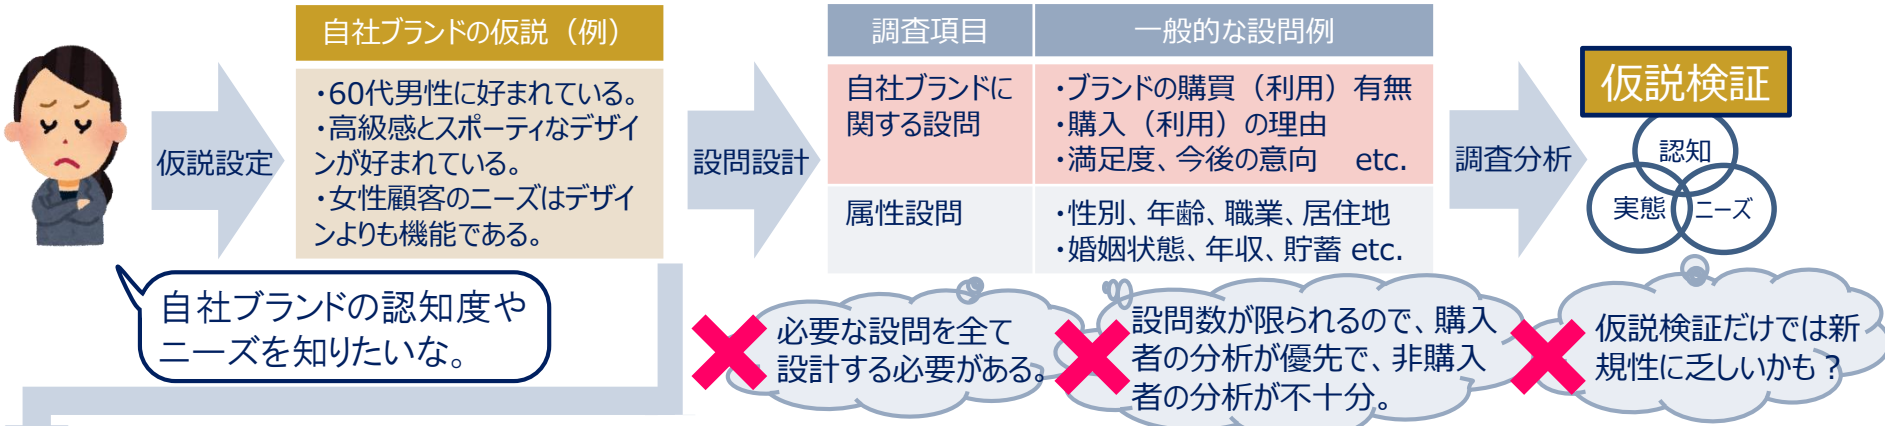 自社ブランドの仮説（例）
・60代男性に好まれている。
・高級感とスポーティなデザイ
ンが好まれている。
・女性顧客のニーズはデザイ
ンよりも機能である。
仮説設定
自社ブランドの認知度や
ニーズを知りたいな。
設問設計
調査項目
一般的な設問例
自社ブランドに
関する設問
・ブランドの購買（利用）有無
・購入（利用）の理由
・満足度、今後の意向　etc.
属性設問
・性別、年齢、職業、居住地
・婚姻状態、年収、貯蓄 etc.
調査分析
仮説検証
認知
実態
ニーズ
必要な設問を全て
設計する必要がある。
設問数が限られるので、購入
者の分析が優先で、非購入
者の分析が不十分。
仮説検証だけでは新
規性に乏しいかも？